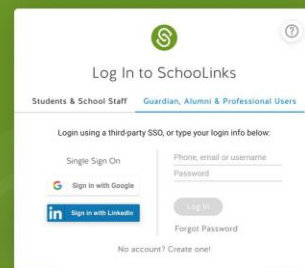 ?
Log In to SchooLinks
Students & School Staff Guardian, Alumni & Professional Users
Login using a third-party SSO, or type your login info below:
Single Sign On
Phone, email or username
Password
G Sign in with Google
in Sign in with LinkedIn
Log In
Forgot Password
No account? Create one!